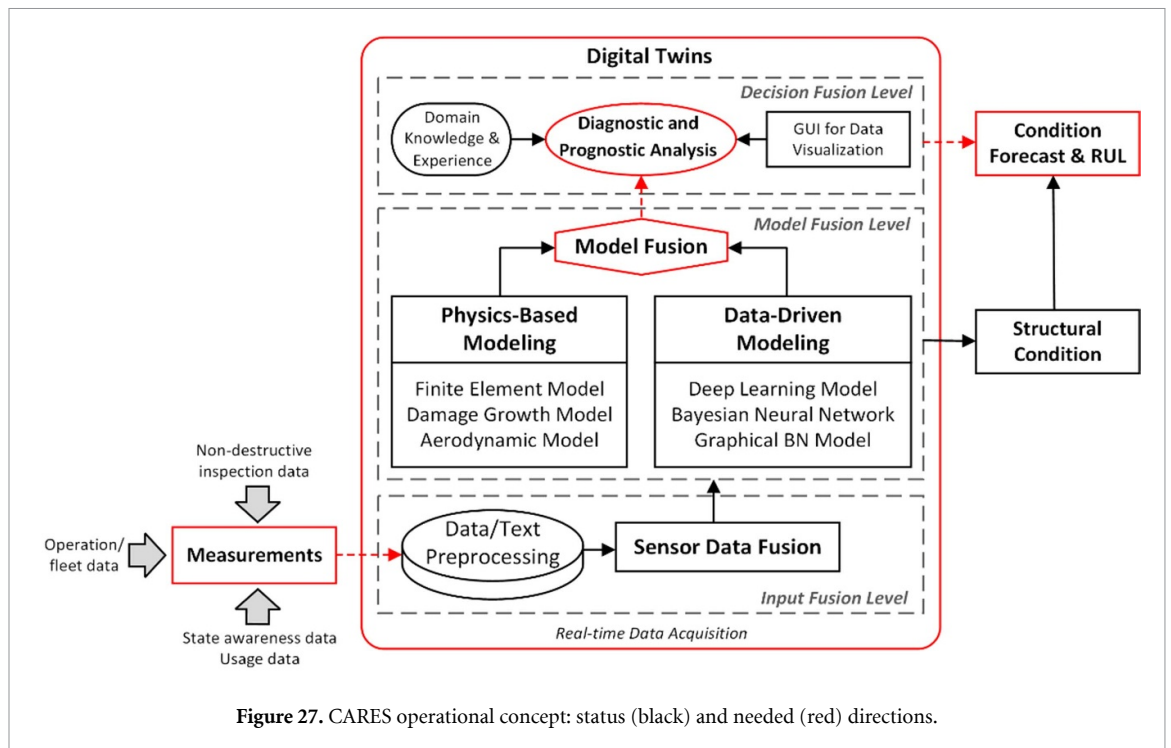 Digital Twins
Decision Fusion Level
Domain
Knowledge &
Experience
Diagnostic and
Prognostic Analysis
GUI for Data
Visualization
Condition
Forecast & RUL
Model Fusion Level
Model Fusion
Physics-Based
Modeling
Finite Element Model
Damage Growth Model
Aerodynamic Model
Data-Driven
Modeling
Deep Learning Model
Bayesian Neural Network
Graphical BN Model
Structural
Condition
Non-destructive
inspection data
Operation/
fleet data
Measurements
State awareness data
Usage data
Data/Text
Preprocessing
Sensor Data Fusion
Input Fusion Level
Real-time Data Acquisition
Figure 27. CARES operational concept: status (black) and needed (red) directions.